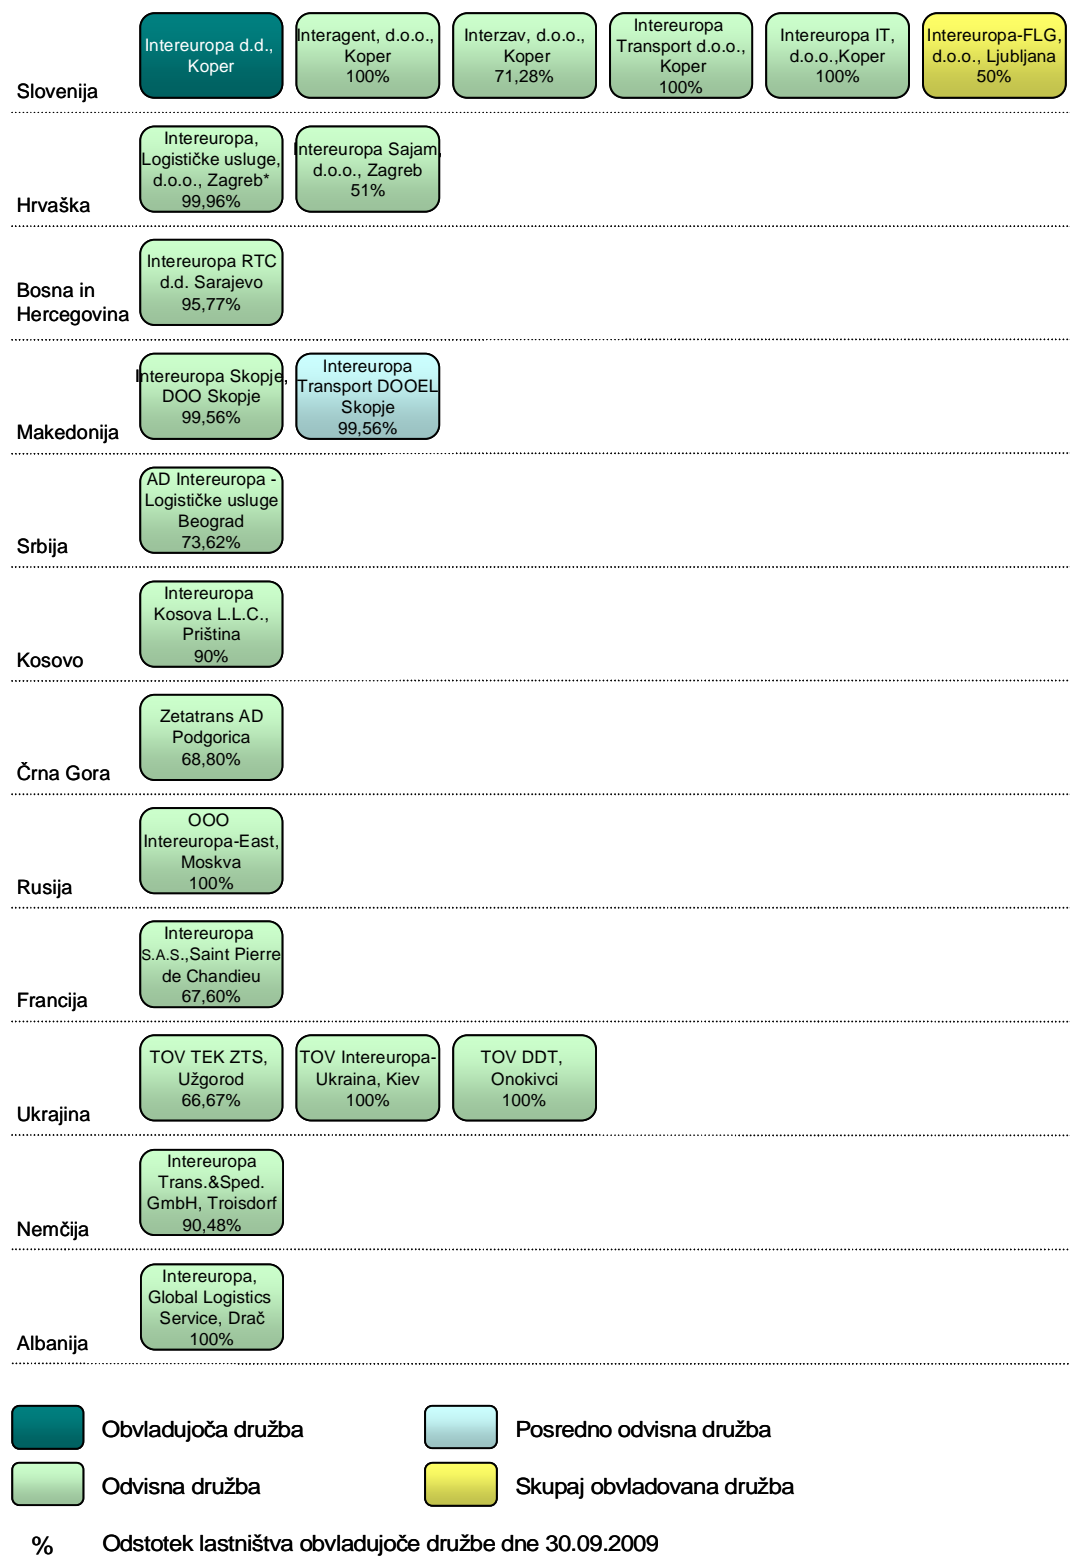 Slovenija
Intereuropa d.d.,
Koper
Interagent, d.o.o.,
Koper
100%
Interzav, d.o.o.,
Koper
71,28%
Intereuropa
Transport d.o.o.,
Koper
100%
Intereuropa IT,
d.o.o.,Koper
100%
Intereuropa-FLG,
d.o.o., Ljubljana
50%
Hrvaška
Intereuropa,
Logističke usluge,
d.o.o., Zagreb*
99,96%
Intereuropa Sajam,
d.o.o., Zagreb
51%
Bosna in
Hercegovina
Intereuropa RTC
d.d. Sarajevo
95,77%
Makedonija
Intereuropa Skopje,
DOO Skopje
99,56%
Intereuropa
Transport DOOEL
Skopje
99,56%
Srbija
AD Intereuropa -
Logističke usluge
Beograd
73,62%
Kosovo
Intereuropa
Kosova L.L.C.,
Priština
90%
Črna Gora
Zetatrans AD
Podgorica
68,80%
Rusija
OOO
Intereuropa-East,
Moskva
100%
Francija
Intereuropa
S.A.S.,Saint Pierre
de Chandieu
67,60%
Ukrajina
TOV TEK ZTS,
Užgorod
66,67%
TOV Intereuropa-
Ukraina, Kiev
100%
TOV DDT,
Onokivci
100%
Nemčija
Intereuropa
Trans.&Sped.
GmbH, Troisdorf
90,48%
Albanija
Intereuropa,
Global Logistics
Service, Drač
100%
Obvladujoča družba
Posredno odvisna družba
Odvisna družba
Skupaj obvladovana družba
% Odstotek lastništva obvladujoče družbe dne 30.09.2009